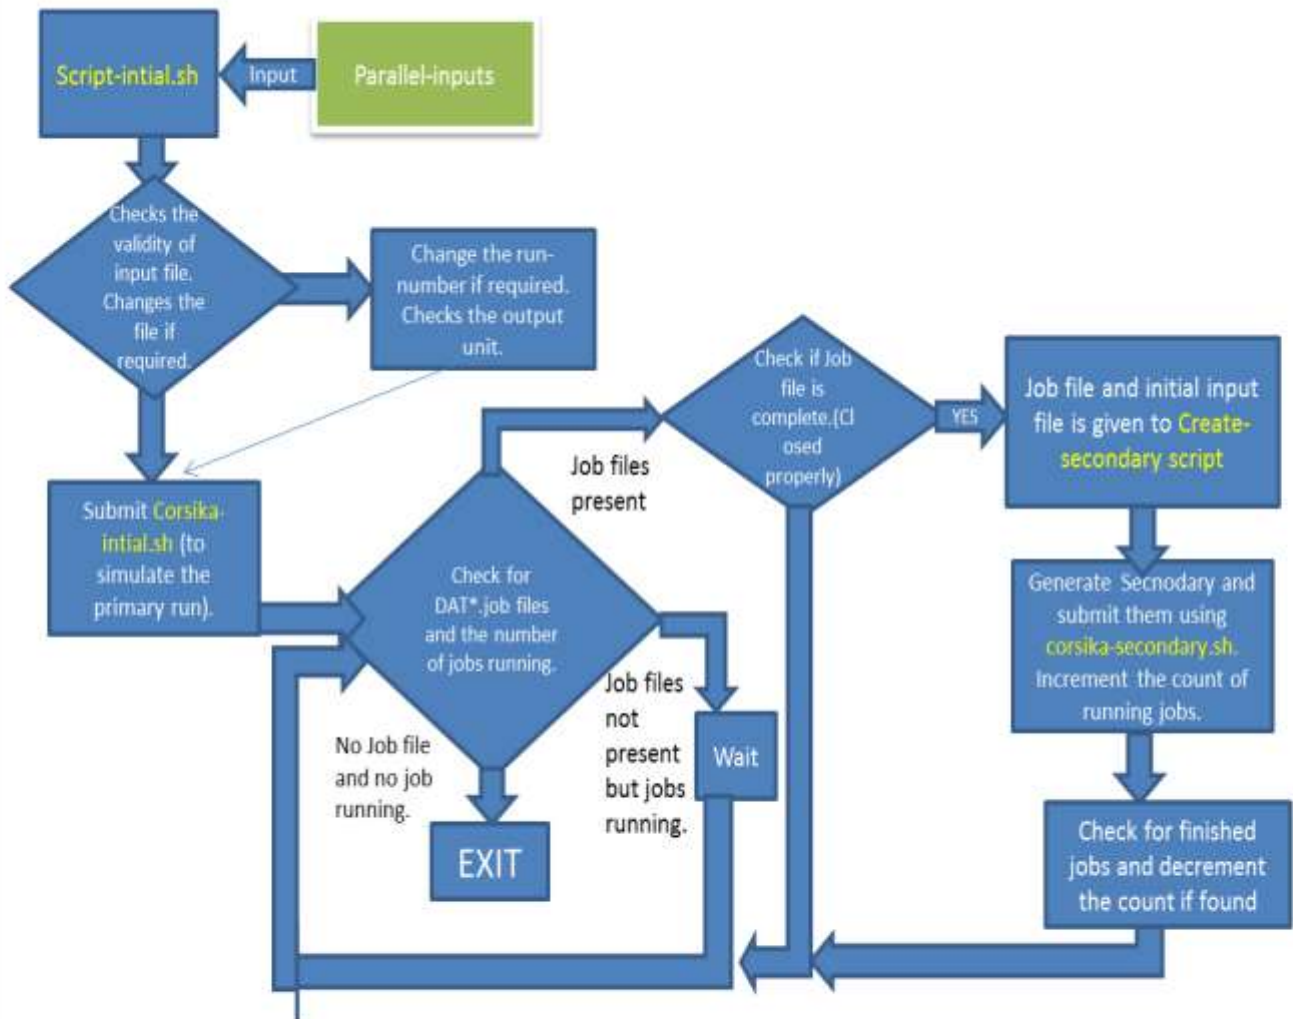 Script-intial.sh
Input
Parallel-inputs
Checks the
validity of
input file.
Changes the
file if
required.
Change the run-
number if required.
Checks the output
unit.
Submit Corsika-
intial.sh (to
simulate the
primary run).
Check for
DAT*.job files
and the number
of jobs running.
Job files
present
Check if Job
file is
complete.(Cl
osed
properly)
YES
Job file and initial input
file is given to Create-
secondary script
Generate Secnodary and
submit them using
corsika-secondary.sh.
Increment the count of
running jobs.
Check for finished
jobs and decrement
the count if found
Job files
not
present
but jobs
running.
Wait
No Job file
and no job
running.
EXIT